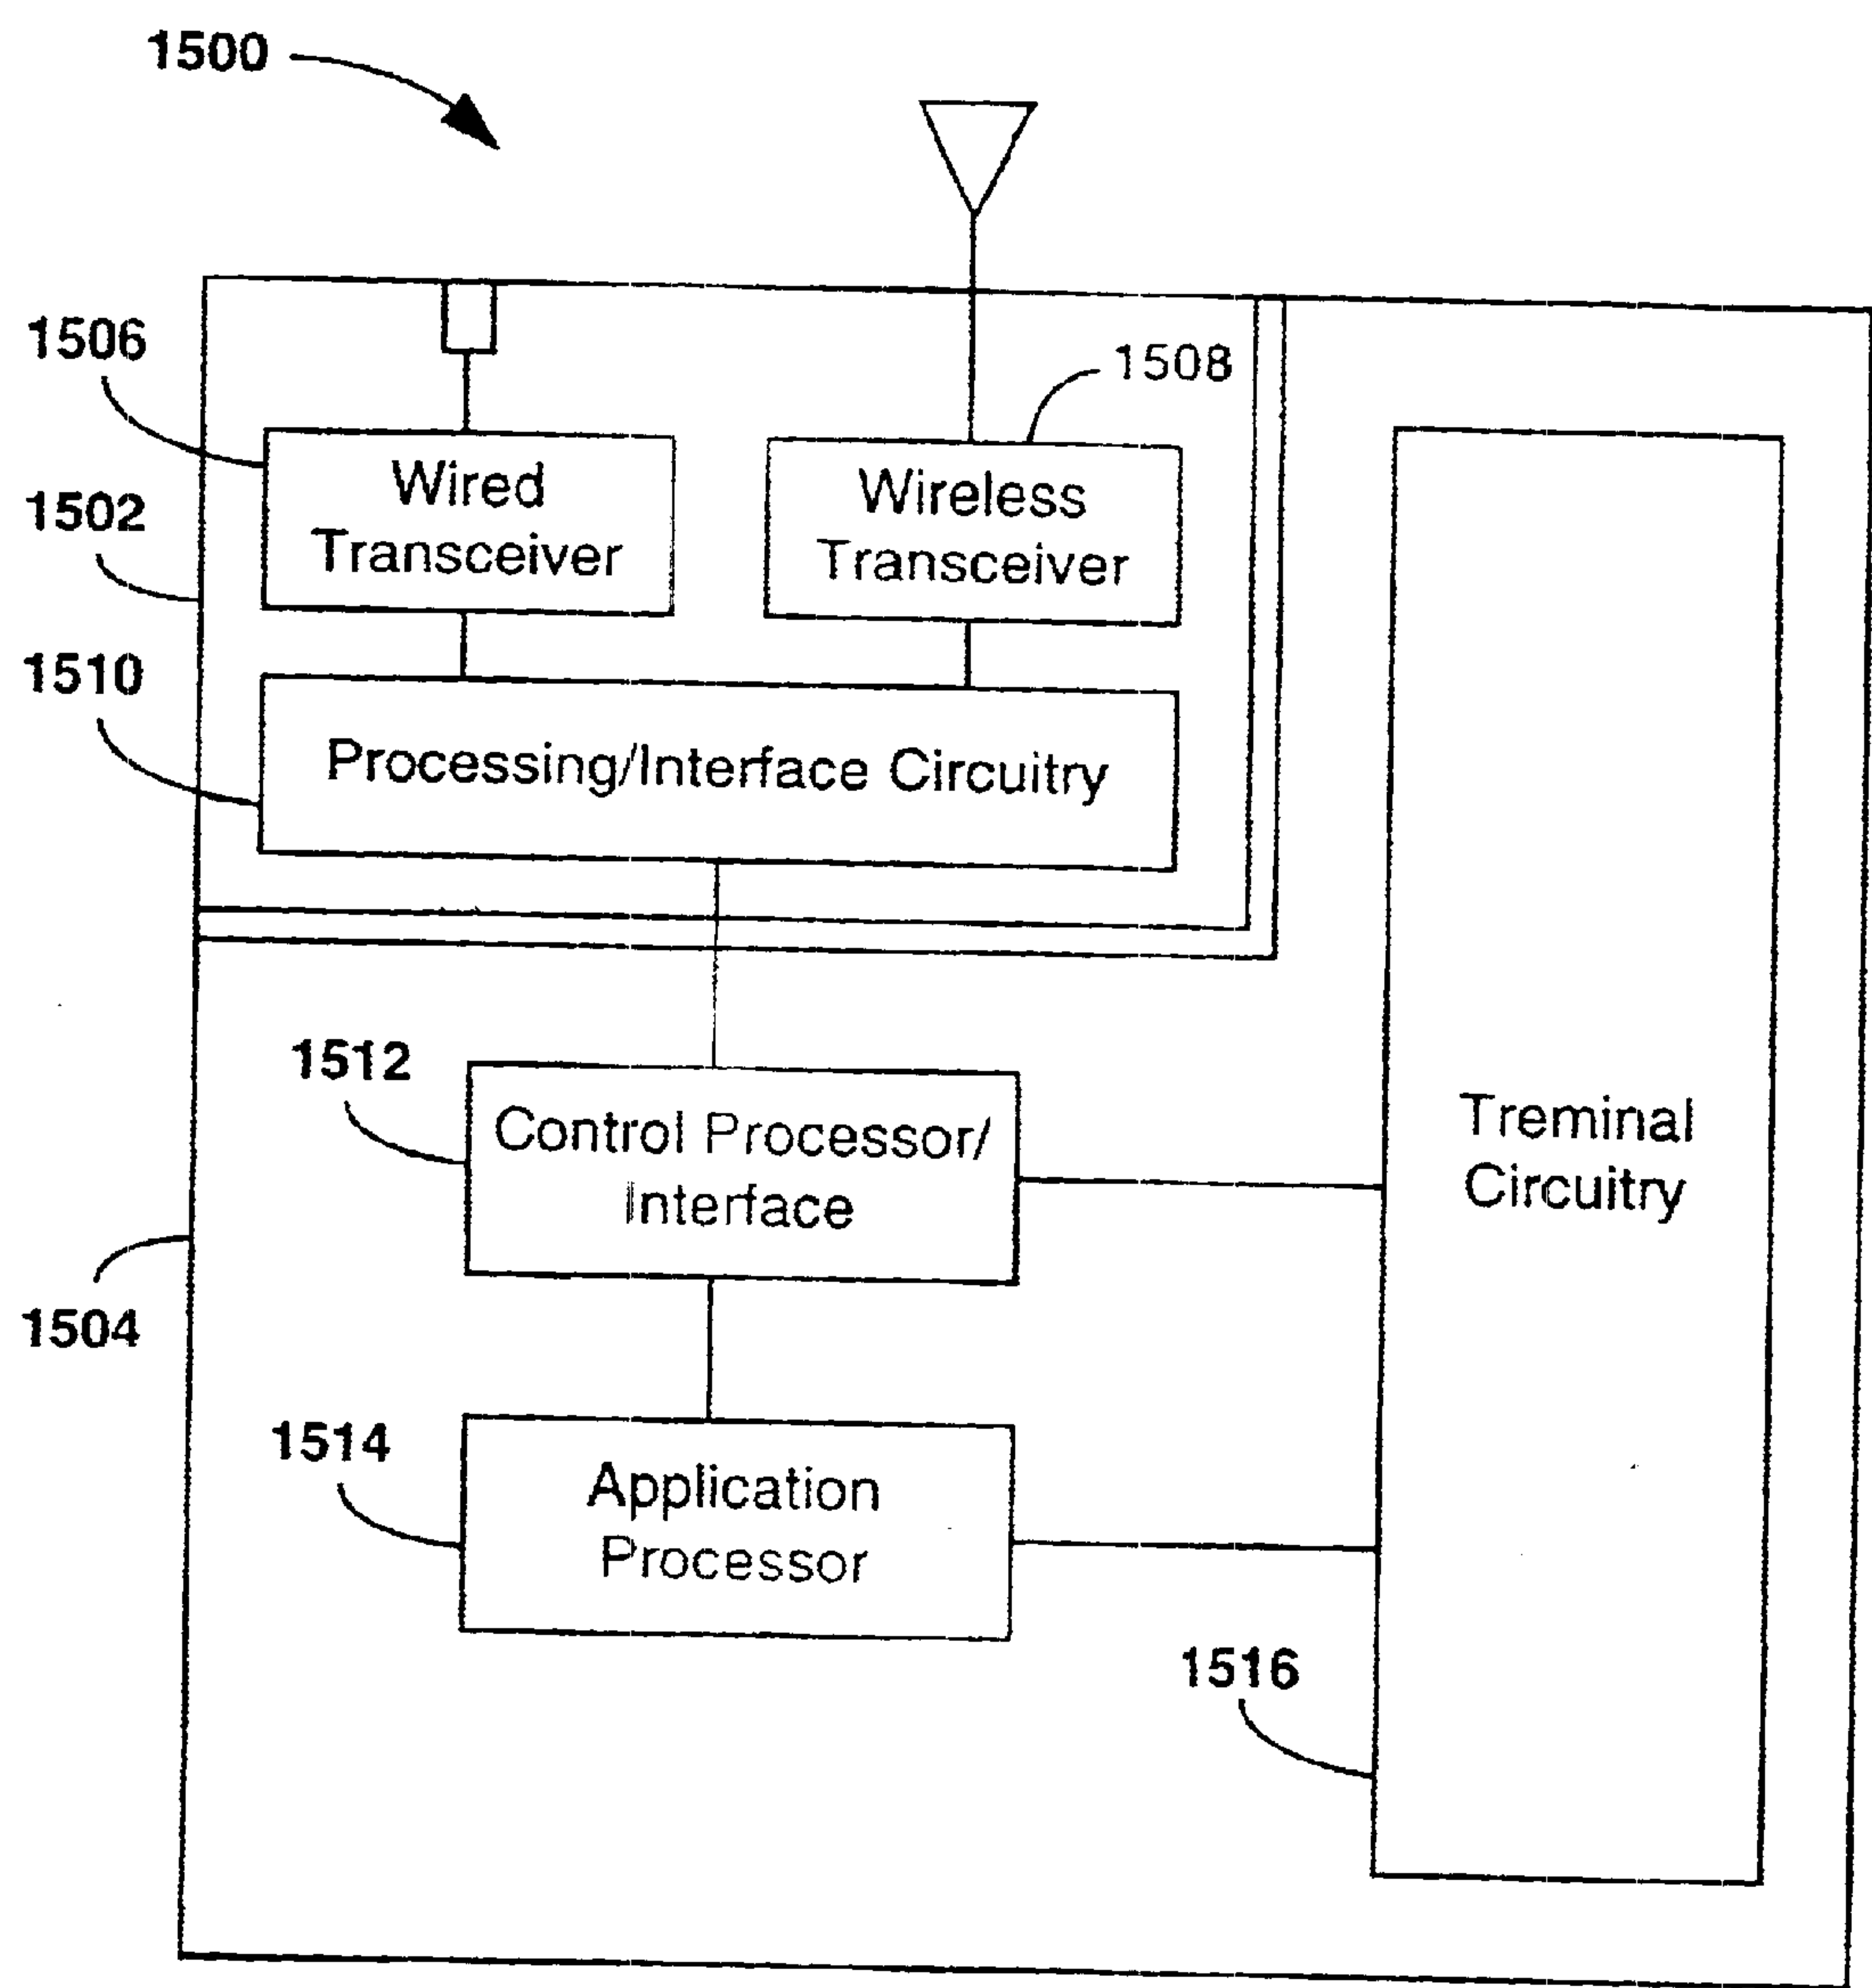 1500
1506
1508
Wired
Transceiver
Wireless
Transceiver
1502
1510
Processing/Interface Circuitry
1512
Control Processor/
Interface
Treminal
Circuitry
1504
1514
Application
Processor
1516